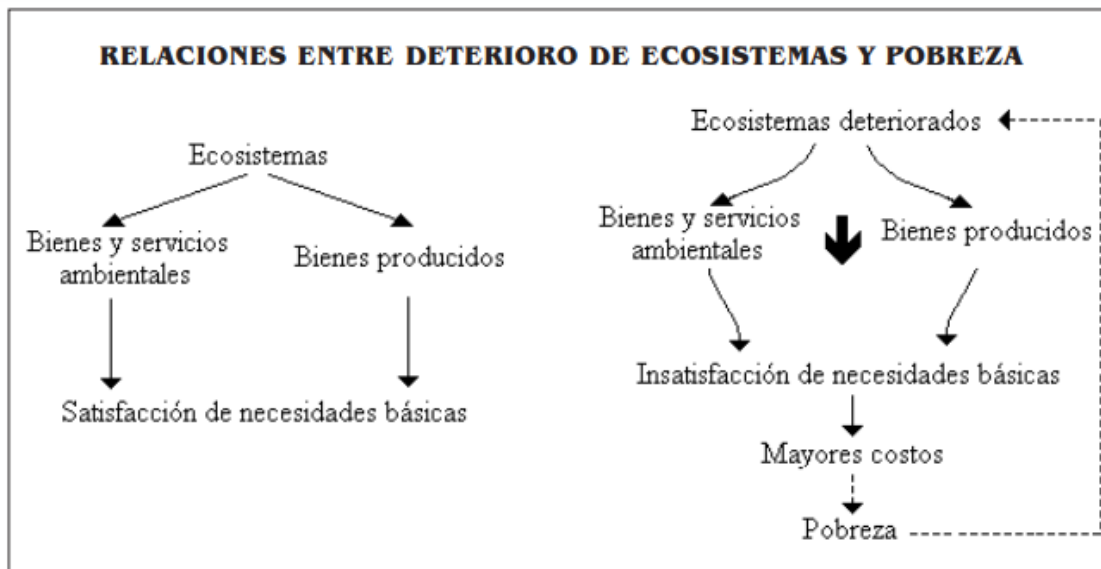 RELACIONES ENTRE DETERIORO DE ECOSISTEMAS Y POBREZA
Ecosistemas
Bienes y servicios
ambientales
Bienes producidos
Satisfacción de necesidades básicas
Ecosistemas deteriorados
Bienes y servicios
ambientales
Bienes producidos
Insatisfacción de necesidades básicas
Mayores costos
Pobreza